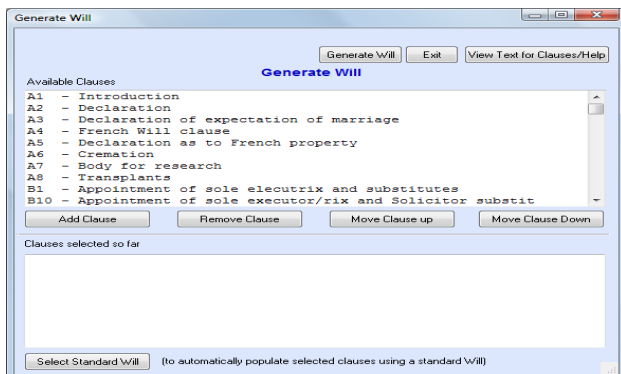 Generate Will
Generate Will Exit View Text for Clauses/Help
Generate Will
Available Clauses
A1 - Introduction
A2 - Declaration
A3 - Declaration of expectation of marriage
A4 - French Will clause
A5 - Declaration as to French property
A6 - Cremation
A7 - Body for research
A8 - Transplants
B1 - Appointment of sole elecutrix and substitutes
B10 - Appointment of sole executor/rix and Solicitor substit
Add Clause Remove Clause Move Clause up Move Clause Down
Clauses selected so far
Select Standard Will (to automatically populate selected clauses using a standard Will)